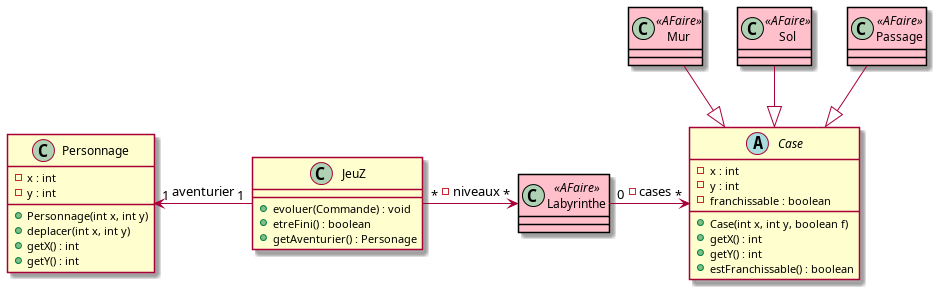 C «AFaire» Mur
C «AFaire» Sol
C «AFaire» Passage
C Personnage
x : int
y : int
Personnage(int x, int y)
deplacer(int x, int y)
getX() : int
getY() : int
1 aventurier 1
C JeuZ
evoluer(Commande) : void
etreFini() : boolean
getAventurier() : Personage
* niveaux *
C «AFaire» Labyrinthe
0 cases *
A Case
x : int
y : int
franchissable : boolean
Case(int x, int y, boolean f)
getX() : int
getY() : int
estFranchissable() : boolean